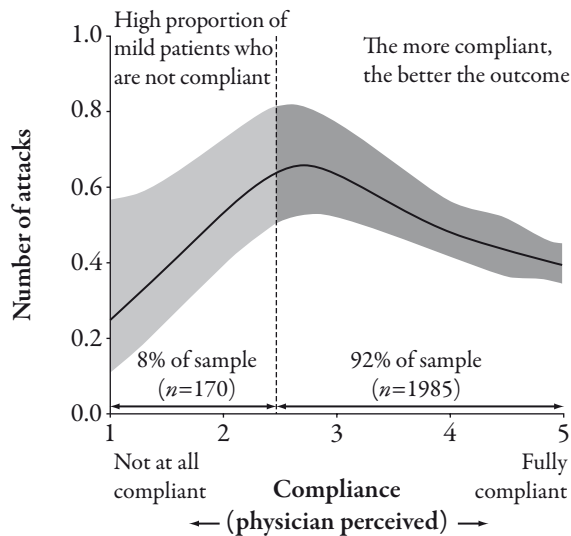 High proportion of
mild patients who
are not compliant
The more compliant,
the better the outcome
Number of attacks
1.0
0.8
0.6
0.4
0.2
0.0
8% of sample
(n=170)
92% of sample
(n=1985)
1
2
3
4
5
Not at all
compliant
Fully
compliant
Compliance
(physician perceived)